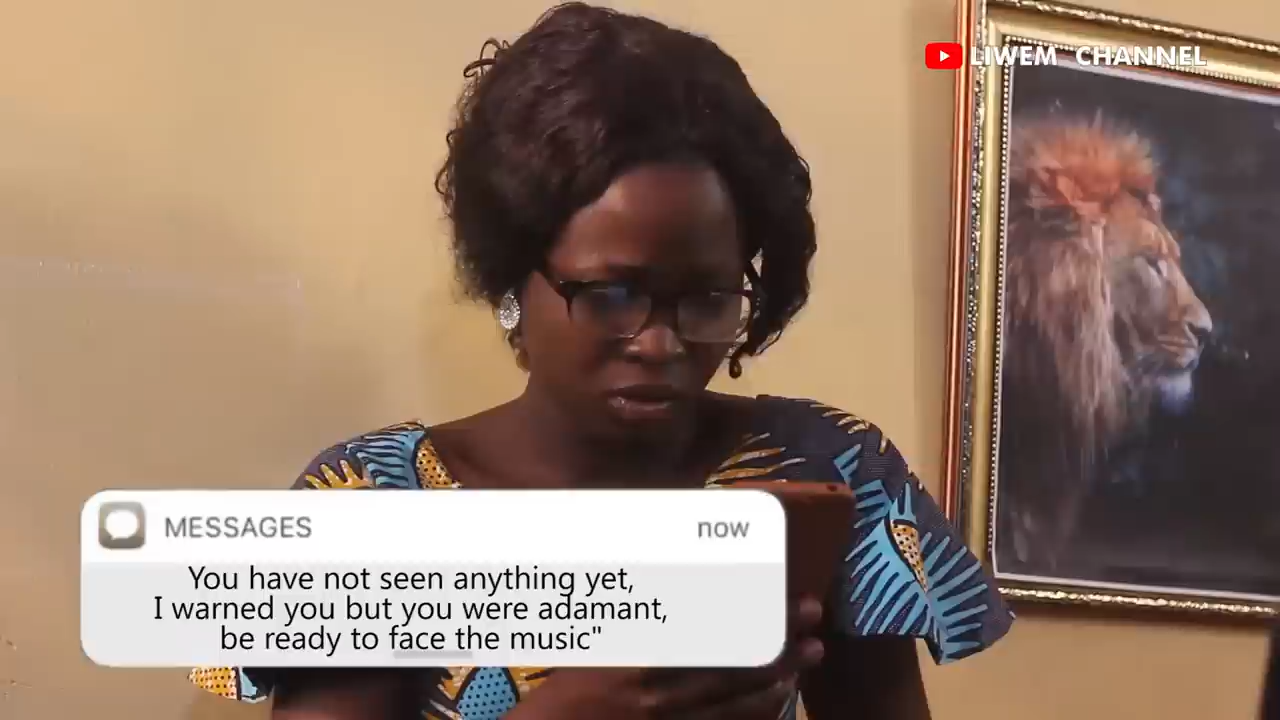 LIWEM CHANNEL
MESSAGES now
You have not seen anything yet,
I warned you but you were adamant,
be ready to face the music"